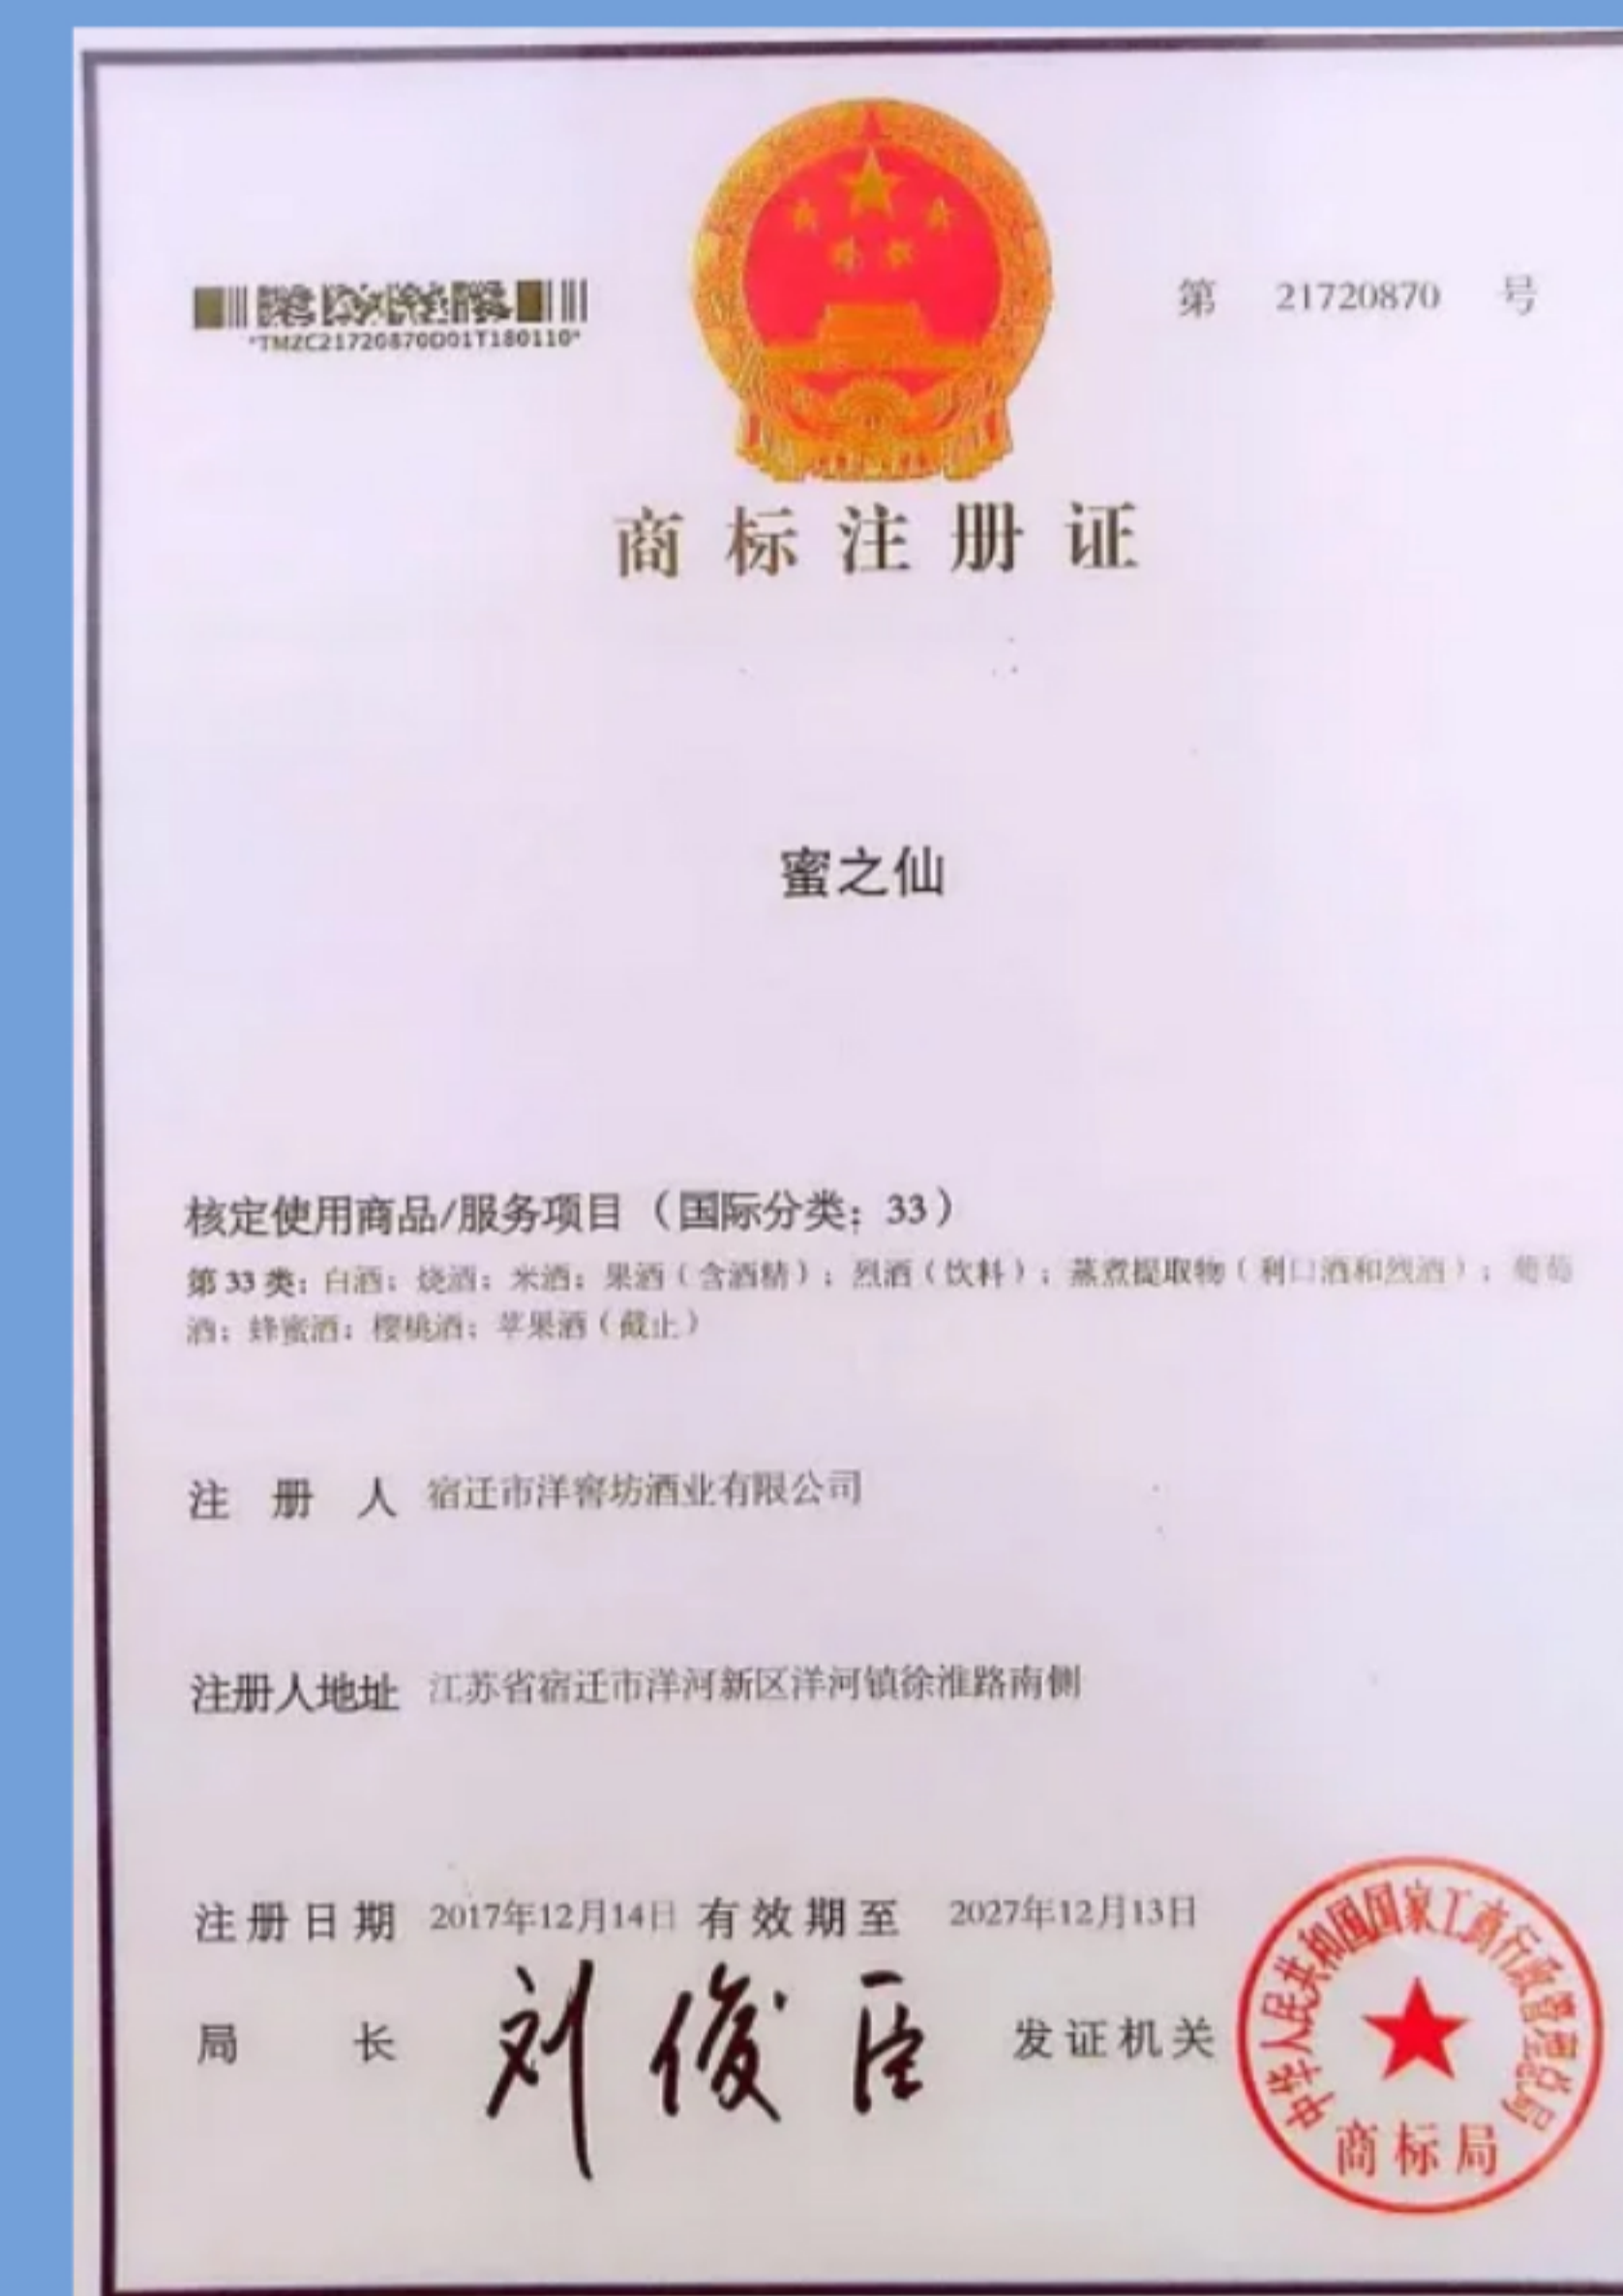 第 21720870 号
*TMZC21720870D01T180110*
商标注册证
蜜之仙
核定使用商品/服务项目（国际分类：33）
第 33 类：白酒；烧酒；米酒；果酒（含酒精）；烈酒（饮料）；蒸煮提取物（利口酒和烈酒）；葡萄
酒；蜂蜜酒；樱桃酒；苹果酒（截止）
注册人 宿迁市洋窖坊酒业有限公司
注册人地址 江苏省宿迁市洋河新区洋河镇徐淮路南侧
注册日期 2017年12月14日 有效期至 2027年12月13日
局长 刘俊臣 发证机关
中华人民共和国国家工商行政管理总局
商标局